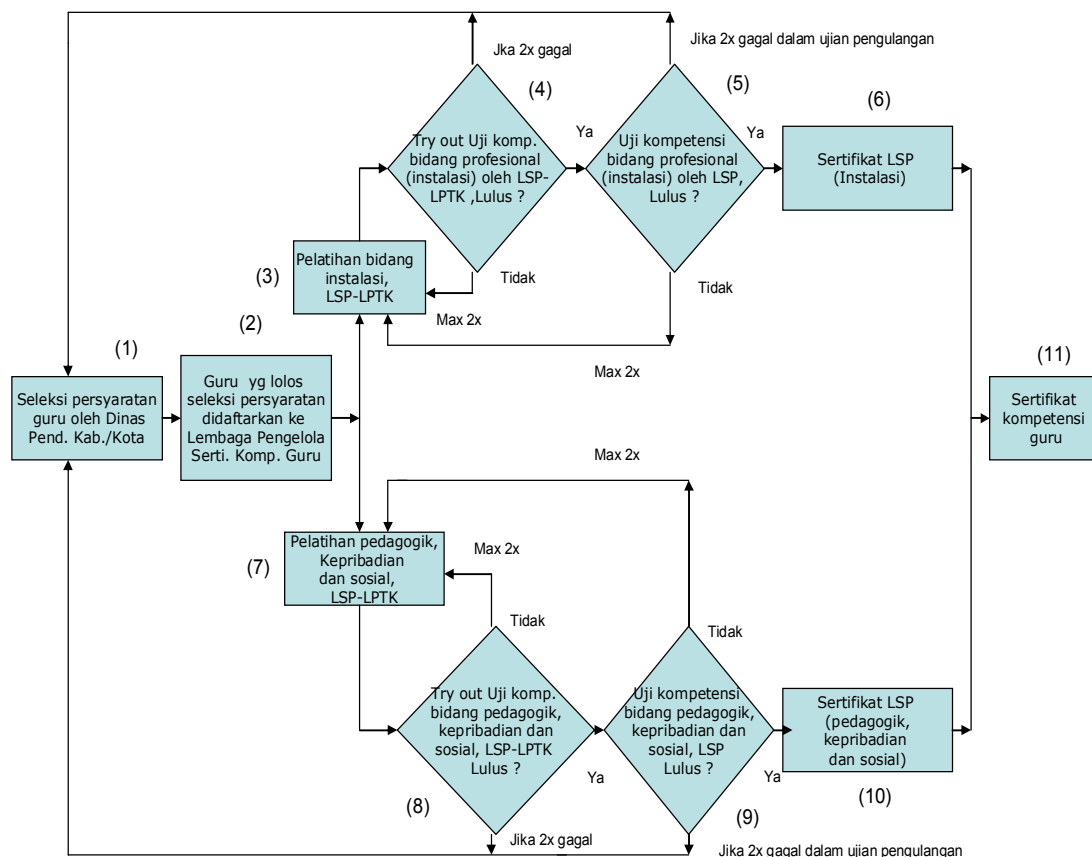 Jka 2x gagal
Jika 2x gagal dalam ujian pengulangan
(4)
(5)
(6)
Try out Uji komp.
bidang profesional
(instalasi) oleh LSP-
LPTK ,Lulus ?
Ya
Uji kompetensi
bidang profesional
(instalasi) oleh LSP,
Lulus ?
Ya
Sertifikat LSP
(Instalasi)
(3)
Pelatihan bidang
instalasi,
LSP-LPTK
Tidak
Max 2x
Tidak
Max 2x
(1)
Seleksi persyaratan
guru oleh Dinas
Pend. Kab./Kota
(2)
Guru yg lolos
seleksi persyaratan
didaftarkan ke
Lembaga Pengelola
Serti. Komp. Guru
(11)
Sertifikat
kompetensi
guru
Max 2x
(7)
Pelatihan pedagogik,
Kepribadian
dan sosial,
LSP-LPTK
Max 2x
Tidak
Tidak
Try out Uji komp.
bidang pedagogik,
kepribadian dan
sosial, LSP-LPTK
Lulus ?
Ya
(8)
Uji kompetensi
bidang pedagogik,
kepribadian dan
sosial, LSP
Lulus ?
Ya
(9)
Sertifikat LSP
(pedagogik,
kepribadian
dan sosial)
(10)
Jika 2x gagal
Jika 2x gagal dalam ujian pengulangan